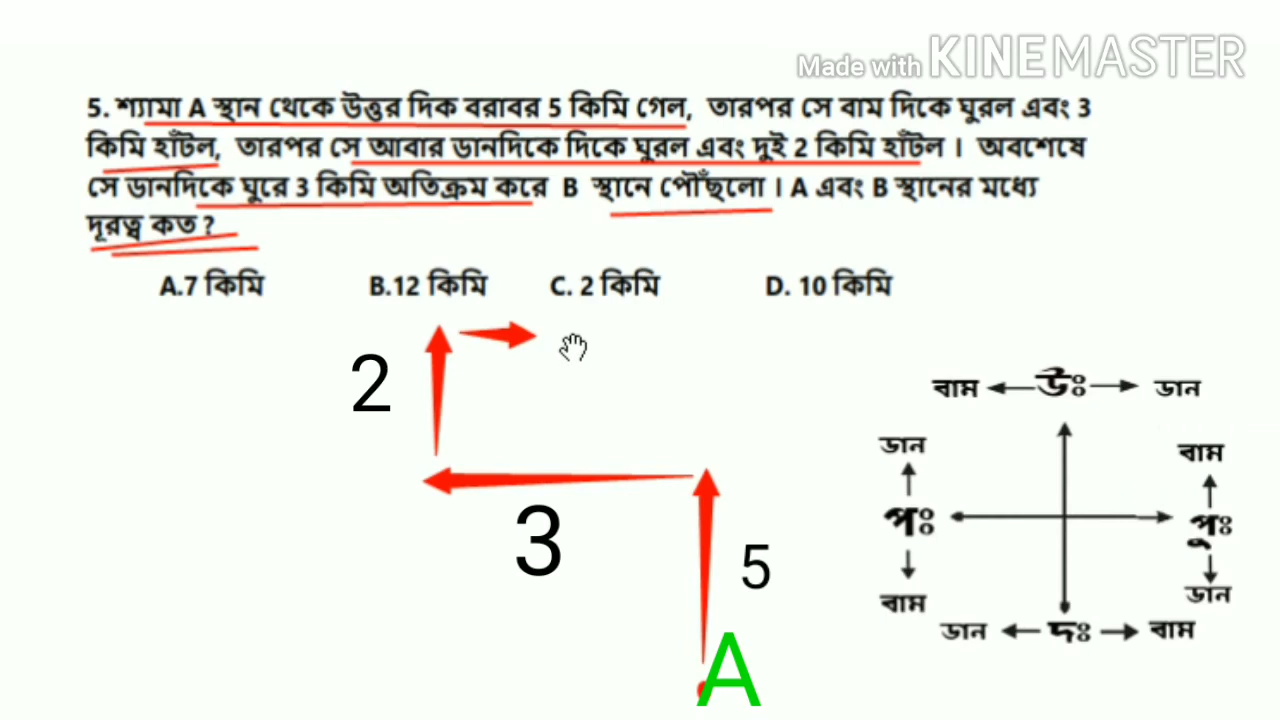 Made with KINEMASTER
5. শ্যামা A স্থান থেকে উত্তর দিক বরাবর 5 কিমি গেল, তারপর সে বাম দিকে ঘুরল এবং 3
কিমি হাঁটল, তারপর সে আবার ডানদিকে দিকে ঘুরল এবং দুই 2 কিমি হাঁটল। অবশেষে
সে ডানদিকে ঘুরে 3 কিমি অতিক্রম করে B স্থানে পৌঁছলো। A এবং B স্থানের মধ্যে
দূরত্ব কত?
A.7 কিমি B.12 কিমি C. 2 কিমি D. 10 কিমি
2
3
5
A
বাম উঃ ডান
ডান বাম
পঃ পূঃ
বাম ডান
ডান দঃ বাম